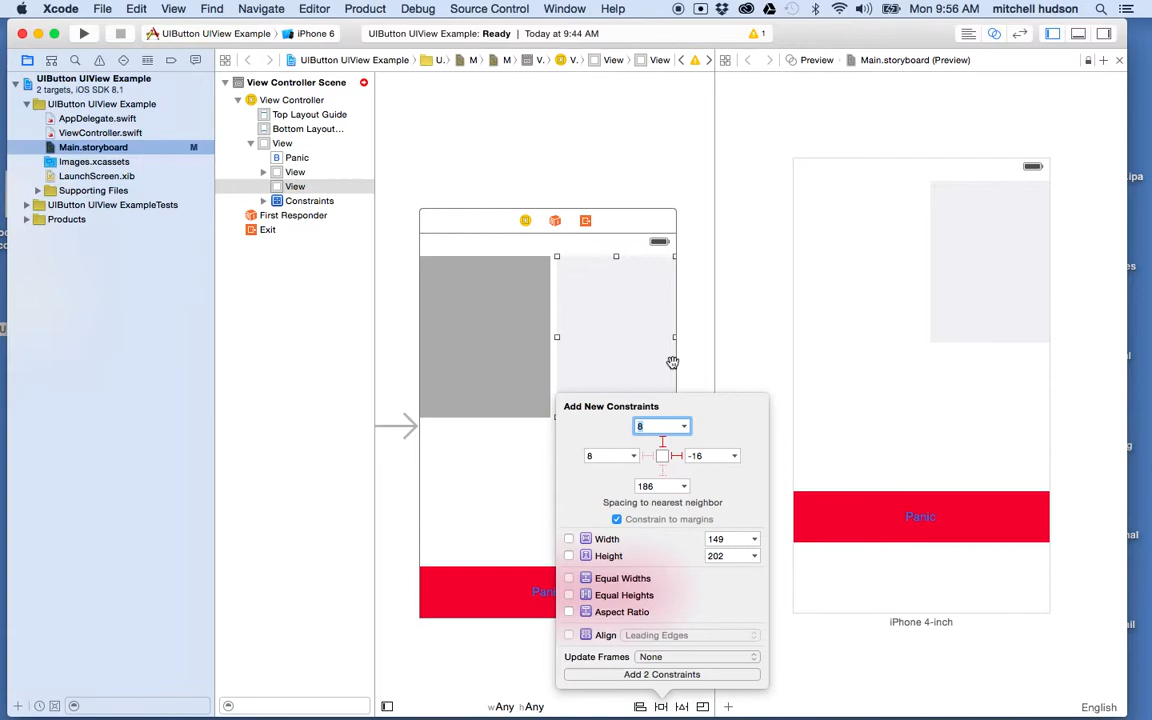 Xcode File Edit View Find Navigate Editor Product Debug Source Control Window Help Mon 9:56 AM mitchell hudson
UIButton UIView Example iPhone 6 UIButton UIView Example: Ready Today at 9:44 AM 1
UIButton UIView Example U. M M V. V. View View Preview Main.storyboard (Preview)
UIButton UIView Example
2 targets, iOS SDK 8.1
UIButton UIView Example
AppDelegate.swift
ViewController.swift
Main.storyboard M
Images.xcassets
LaunchScreen.xib
Supporting Files
UIButton UIView ExampleTests
Products
View Controller Scene
View Controller
Top Layout Guide
Bottom Layout...
View
B Panic
View
View
Constraints
First Responder
Exit
Add New Constraints
8
8 -16
186
Spacing to nearest neighbor
Constrain to margins
Width 149
Height 202
Equal Widths
Equal Heights
Aspect Ratio
Align Leading Edges
Update Frames None
Add 2 Constraints
Panic
iPhone 4-inch
wAny hAny
English
.ipa